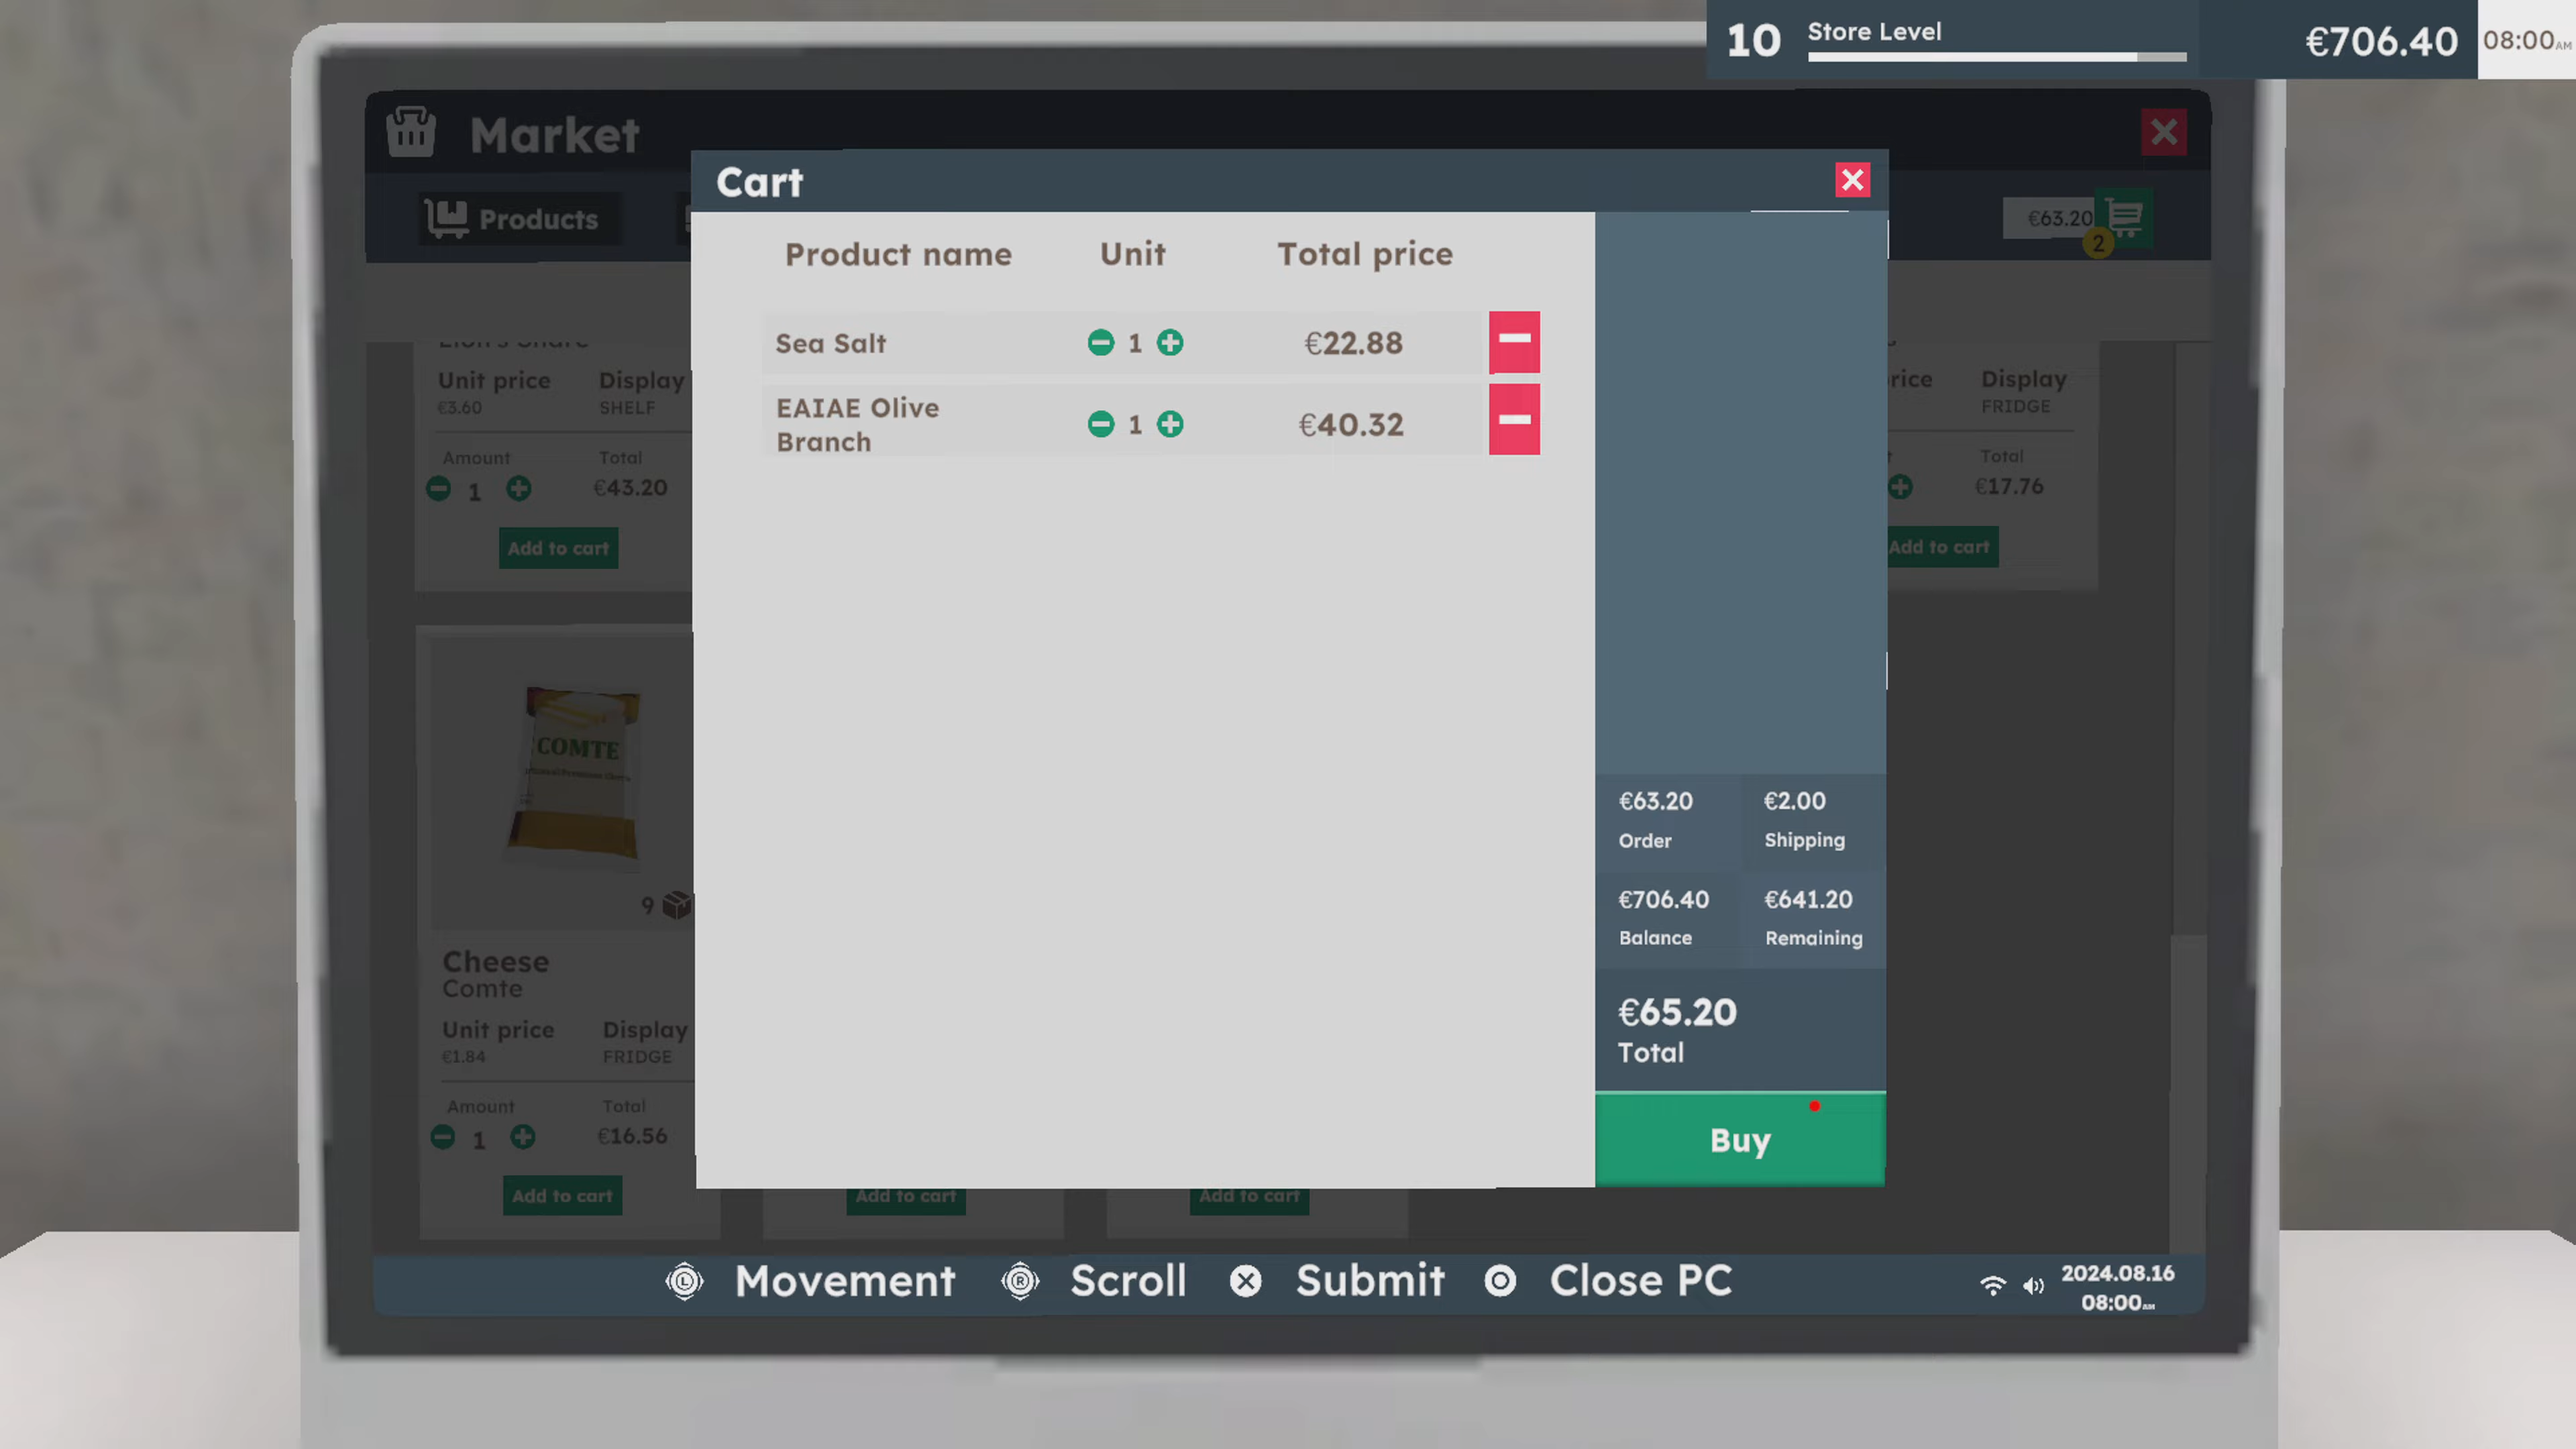 10
Store Level
€706.40
08:00AM
Market
Products
€63.20
2
Cart
Product name Unit Total price
Sea Salt 1 €22.88
EAIAE Olive
Branch
1 €40.32
Unit price Display
€3.60 SHELF
Amount Total
1 €43.20
Add to cart
rice Display
FRIDGE
Total
€17.76
Add to cart
COMTE
9
Cheese
Comte
Unit price Display
€1.84 FRIDGE
Amount Total
1 €16.56
Add to cart
Add to cart
Add to cart
€63.20 €2.00
Order Shipping
€706.40 €641.20
Balance Remaining
€65.20
Total
Buy
L Movement R Scroll Submit Close PC
2024.08.16
08:00AM